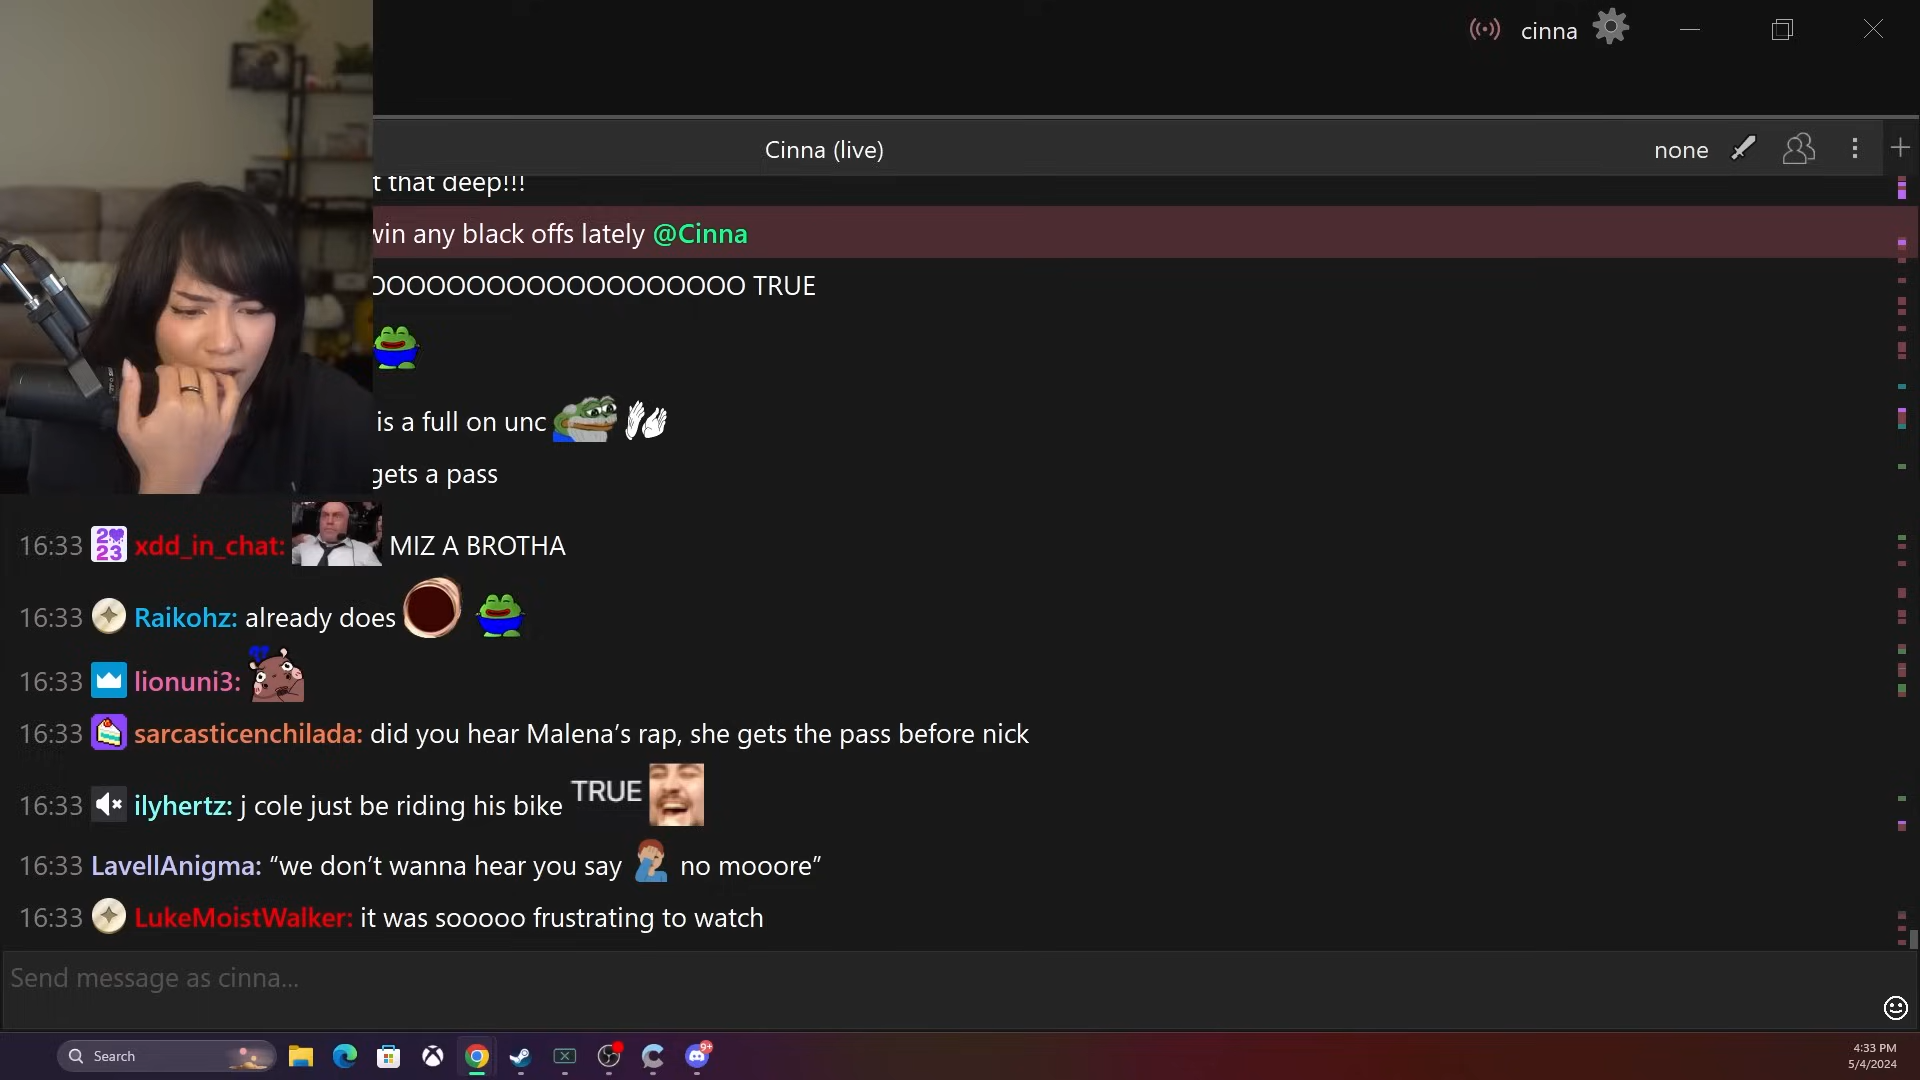 cinna
Cinna (live)
none
t that deep!!!
win any black offs lately @Cinna
OOOOOOOOOOOOOOOOOOO TRUE
is a full on unc
gets a pass
16:33 2023 xdd_in_chat: MIZ A BROTHA
16:33 Raikohz: already does
16:33 lionuni3:
16:33 sarcasticenchilada: did you hear Malena’s rap, she gets the pass before nick
16:33 ilyhertz: j cole just be riding his bike TRUE
16:33 LavellAnigma: “we don’t wanna hear you say no mooore”
16:33 LukeMoistWalker: it was sooooo frustrating to watch
Send message as cinna...
Search
9+
4:33 PM
5/4/2024